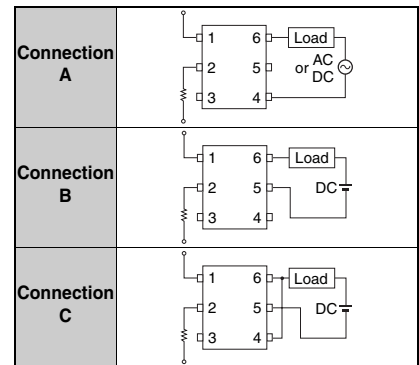 Connection
A
1 6 Load
2 5 or AC
DC
3 4
Connection
B
1 6 Load
2 5 DC
3 4
Connection
C
1 6 Load
2 5 DC
3 4